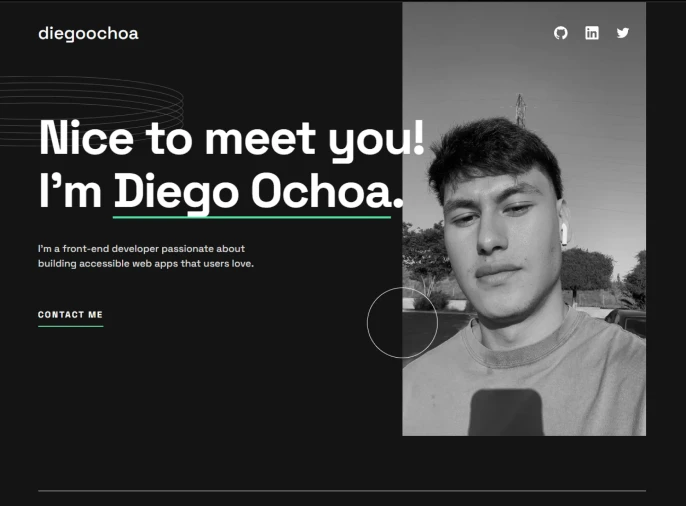 diegoochoa
Nice to meet you!
I'm Diego Ochoa.
I'm a front-end developer passionate about
building accessible web apps that users love.
CONTACT ME